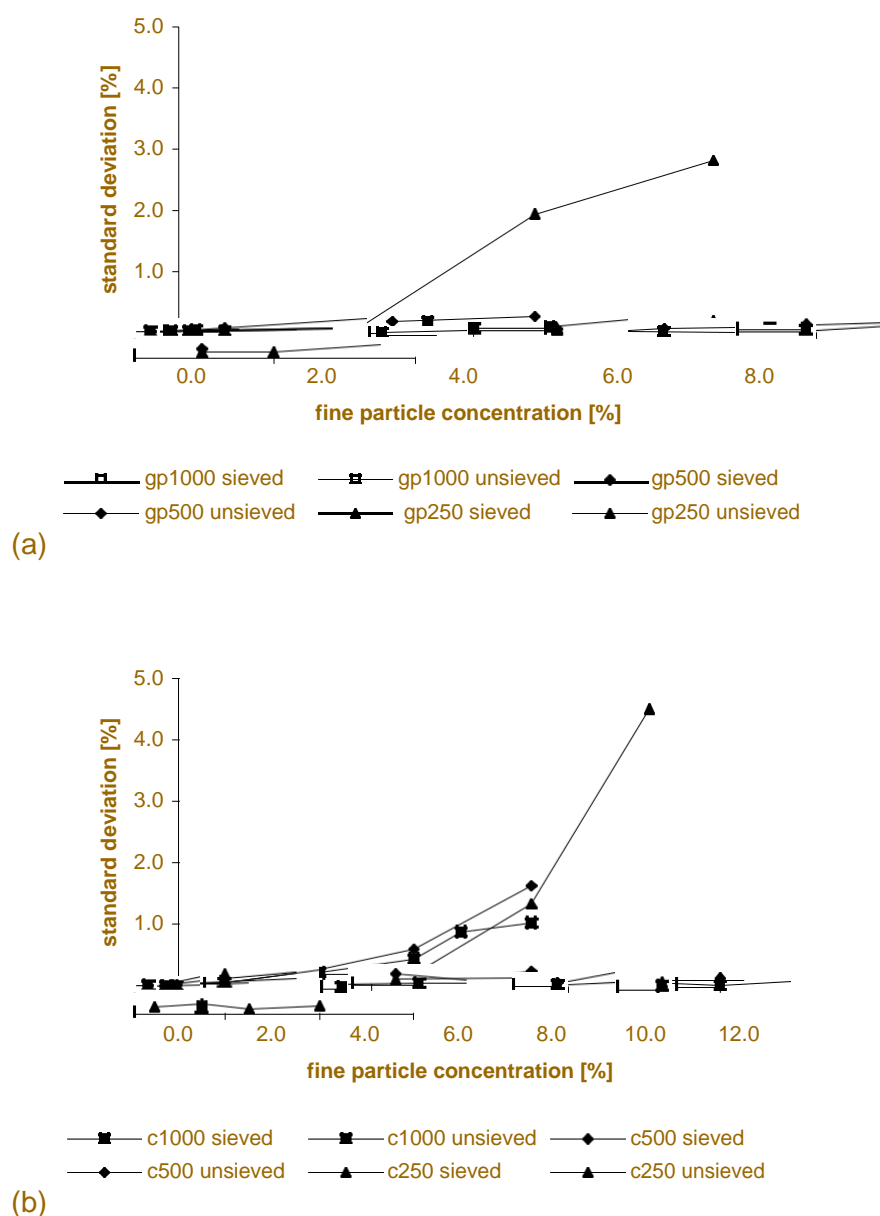 5.0
4.0
3.0
2.0
1.0
standard deviation [%]
0.0 2.0 4.0 6.0 8.0
fine particle concentration [%]
gp1000 sieved gp1000 unsieved gp500 sieved
gp500 unsieved gp250 sieved gp250 unsieved
(a)
5.0
4.0
3.0
2.0
1.0
standard deviation [%]
0.0 2.0 4.0 6.0 8.0 10.0 12.0
fine particle concentration [%]
c1000 sieved c1000 unsieved c500 sieved
c500 unsieved c250 sieved c250 unsieved
(b)